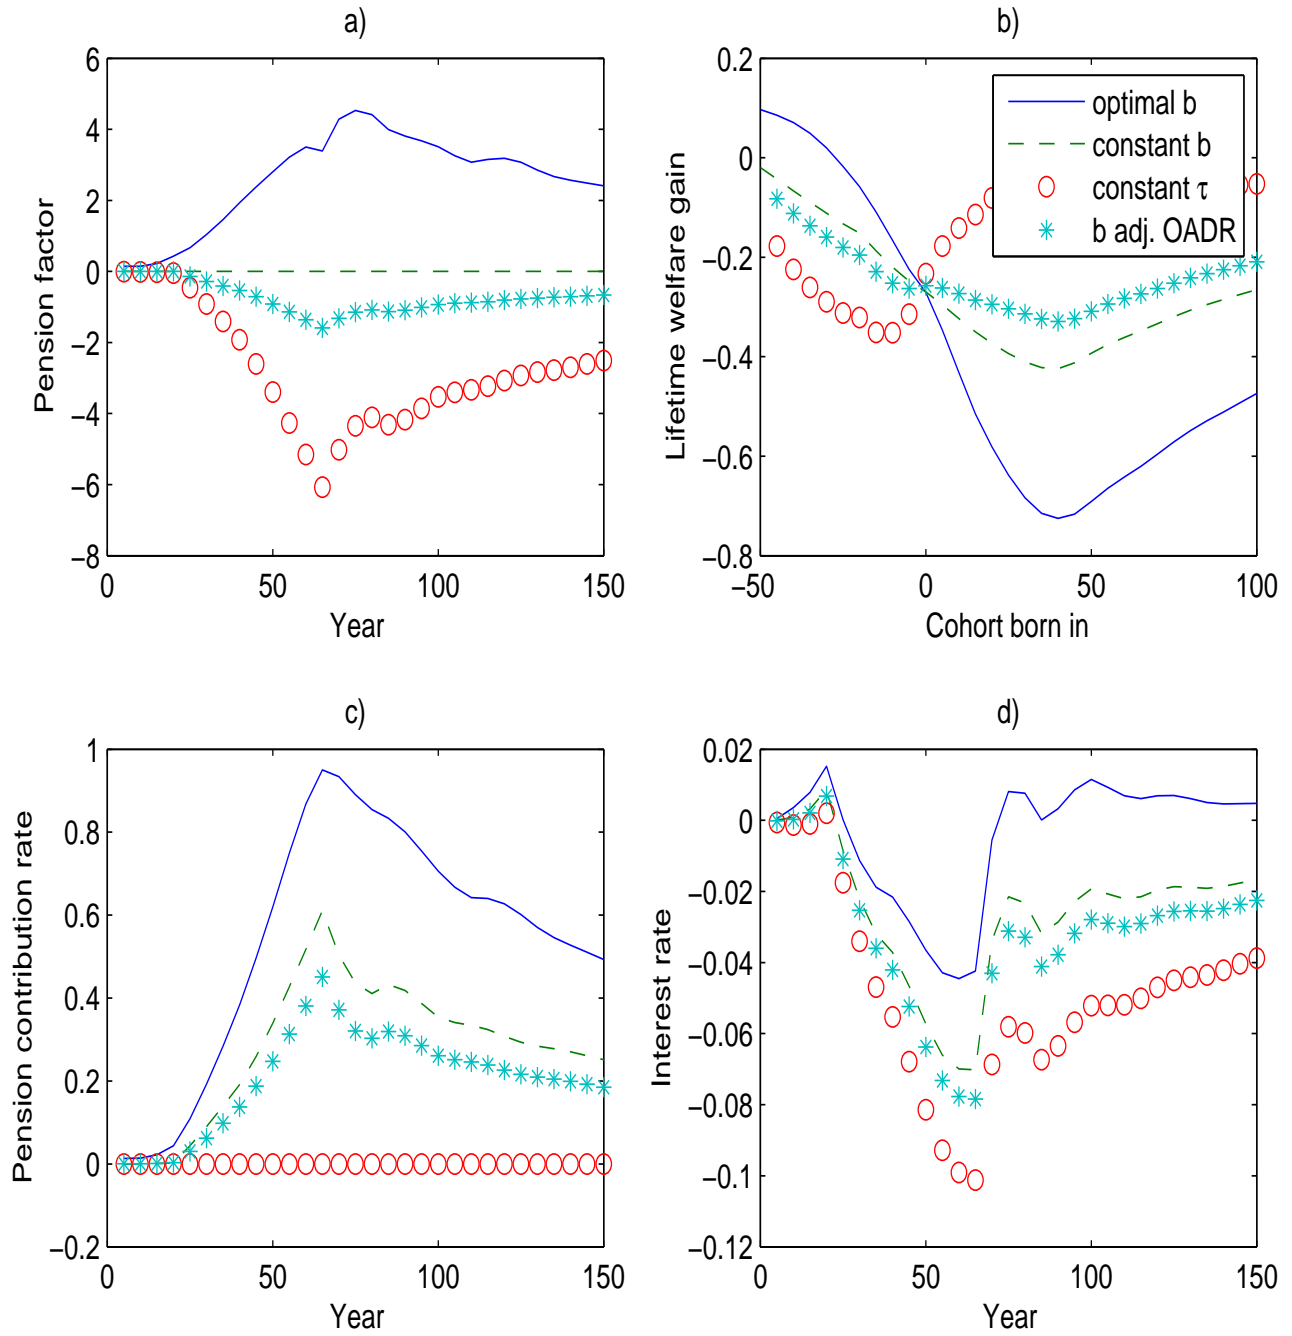 a)
6
4
2
0
−2
−4
−6
−8
0
50
100
150
Pension factor
Year
b)
0.2
0
−0.2
−0.4
−0.6
−0.8
−50
0
50
100
Lifetime welfare gain
Cohort born in
optimal b
constant b
constant τ
b adj. OADR
c)
1
0.8
0.6
0.4
0.2
0
−0.2
0
50
100
150
Pension contribution rate
Year
d)
0.02
0
−0.02
−0.04
−0.06
−0.08
−0.1
−0.12
0
50
100
150
Interest rate
Year